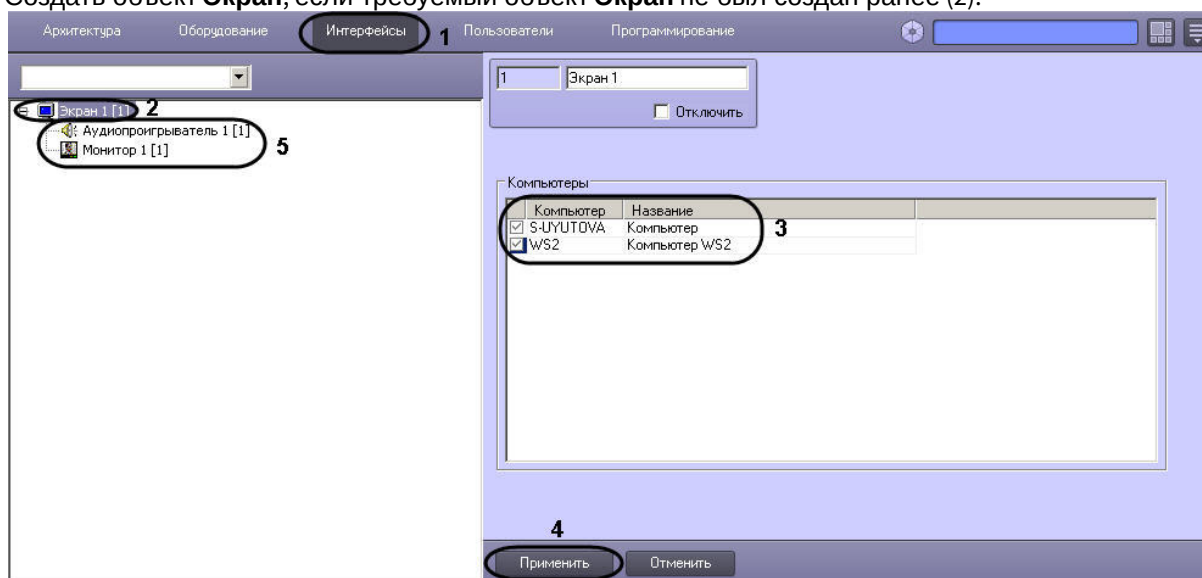 Создать объект Экран, если требуемый объект Экран не был создан ранее (2).
Архитектура Оборудование Интерфейсы 1 Пользователи Программирование
1 Экран 1
Отключить
Экран 1 [1] 2
Аудиопроигрыватель 1 [1]
Монитор 1 [1]
5
Компьютеры
Компьютер Название
S-UYUTOVA Компьютер
WS2 Компьютер WS2
3
4
Применить Отменить